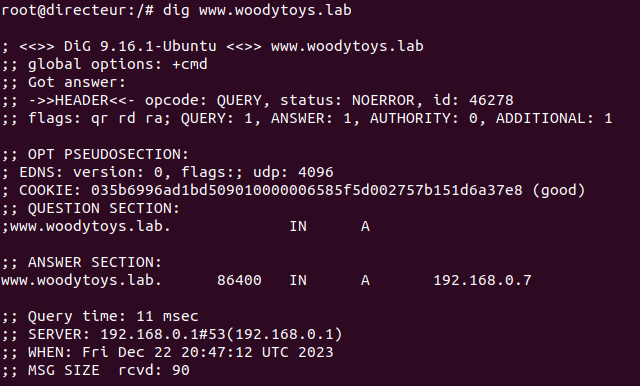 root@directeur:/# dig www.woodytoys.lab
; <<>> DiG 9.16.1-Ubuntu <<>> www.woodytoys.lab
;; global options: +cmd
;; Got answer:
;; ->>HEADER<<- opcode: QUERY, status: NOERROR, id: 46278
;; flags: qr rd ra; QUERY: 1, ANSWER: 1, AUTHORITY: 0, ADDITIONAL: 1
;; OPT PSEUDOSECTION:
; EDNS: version: 0, flags:; udp: 4096
; COOKIE: 035b6996ad1bd509010000006585f5d002757b151d6a37e8 (good)
;; QUESTION SECTION:
;www.woodytoys.lab. IN A
;; ANSWER SECTION:
www.woodytoys.lab. 86400 IN A 192.168.0.7
;; Query time: 11 msec
;; SERVER: 192.168.0.1#53(192.168.0.1)
;; WHEN: Fri Dec 22 20:47:12 UTC 2023
;; MSG SIZE rcvd: 90